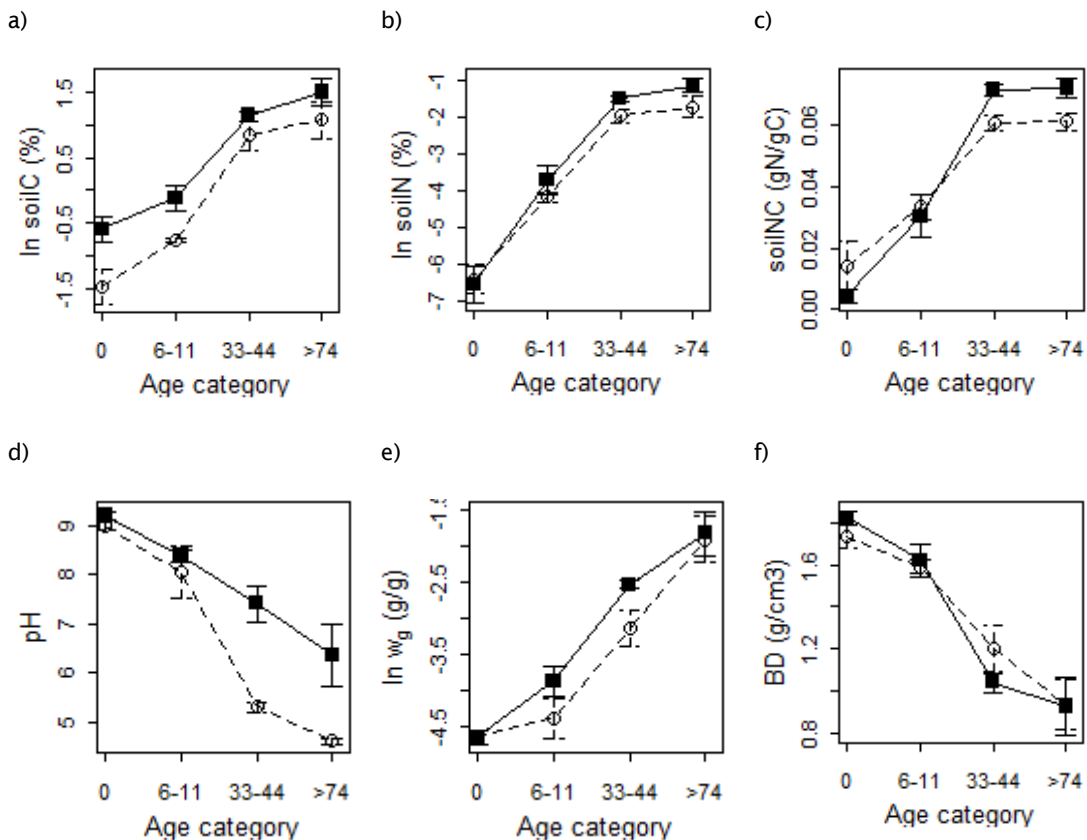 a)
b)
c)
ln soilC (%)
1.5
0.5
-0.5
-1.5
0 6-11 33-44 >74
Age category
ln soilN (%)
-1
-2
-3
-4
-6
-7
0 6-11 33-44 >74
Age category
soilNC (gN/gC)
0.06
0.04
0.02
0.00
0 6-11 33-44 >74
Age category
d)
e)
f)
pH
9
8
7
6
5
0 6-11 33-44 >74
Age category
ln wg (g/g)
-1.5
-2.5
-3.5
-4.5
0 6-11 33-44 >74
Age category
BD (g/cm3)
1.6
1.2
0.8
0 6-11 33-44 >74
Age category